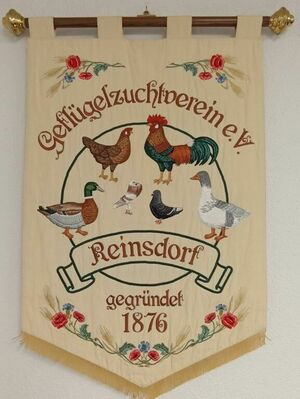 Geflügelzuchtverein e.V.
Reinsdorf
gegründet
1876